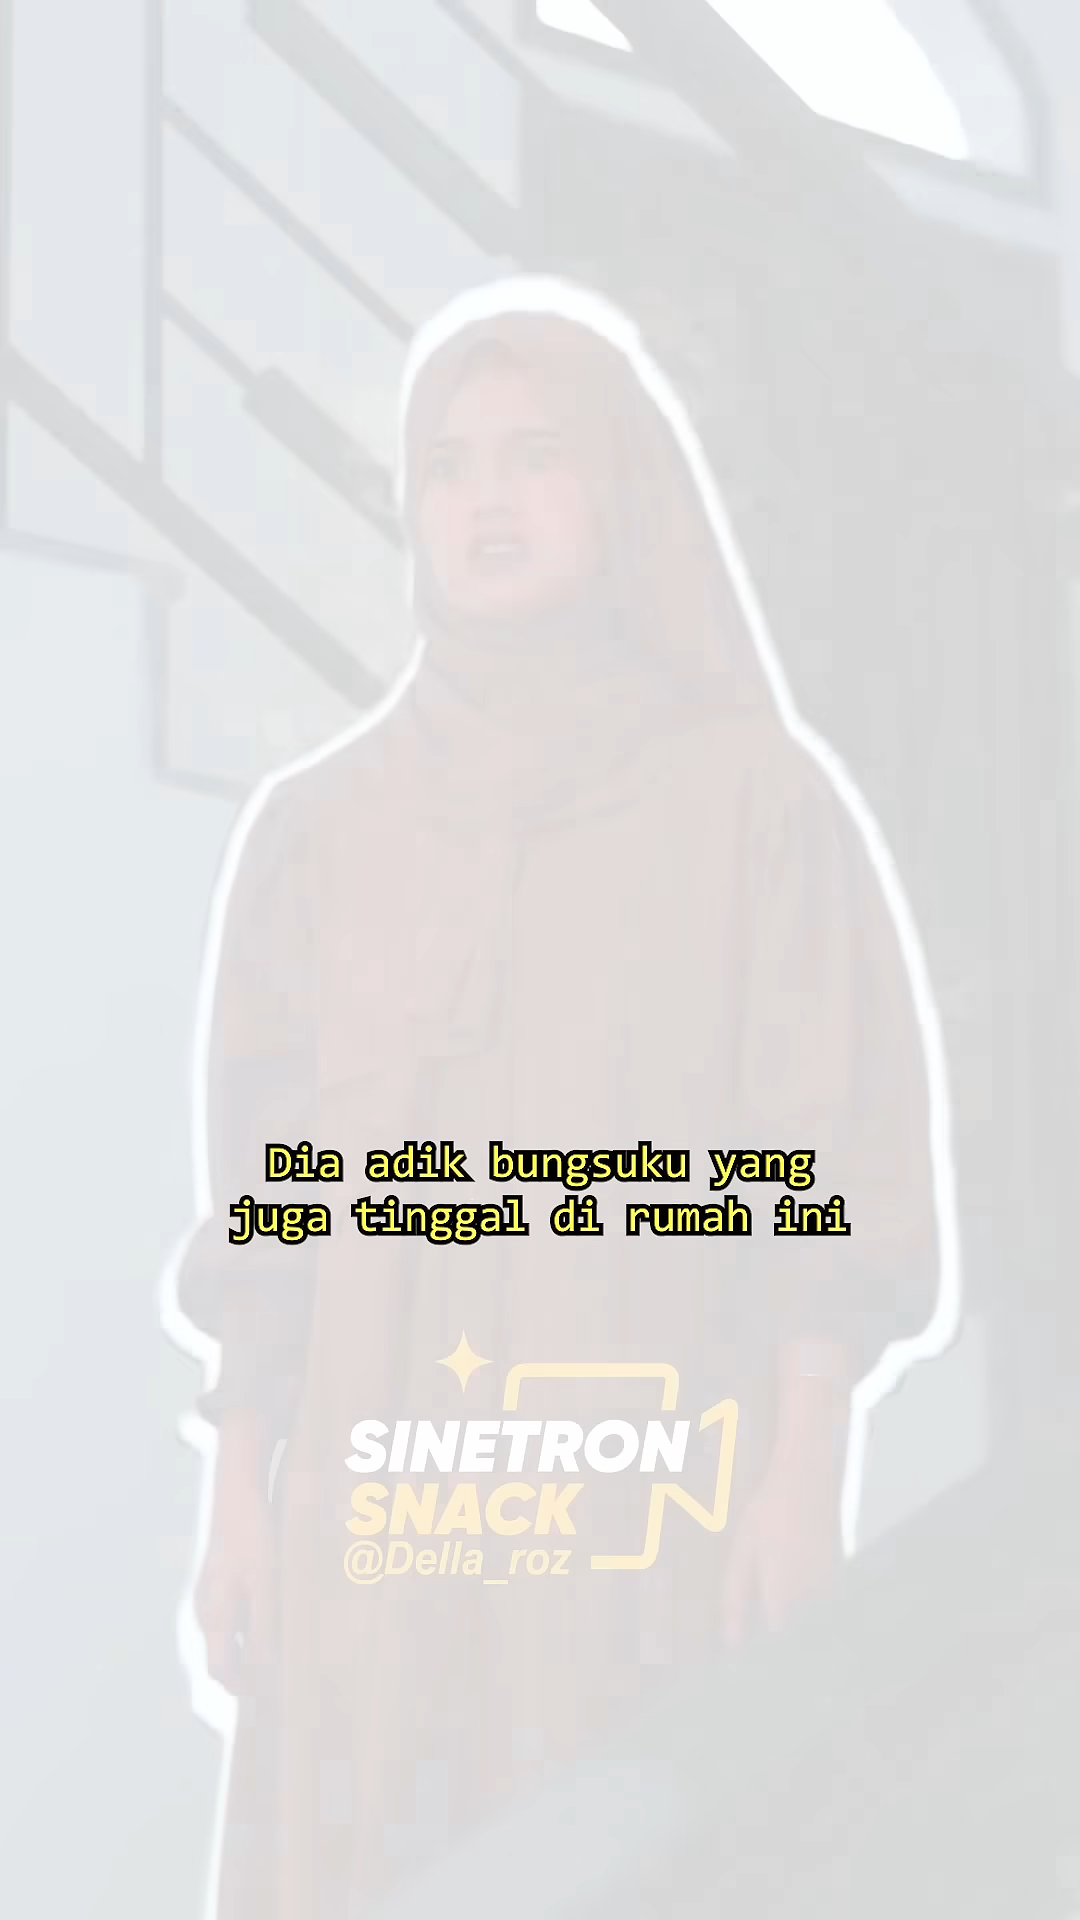 Dia adik bungsuku yang
juga tinggal di rumah ini
SINETRON
SNACK
@Della_roz